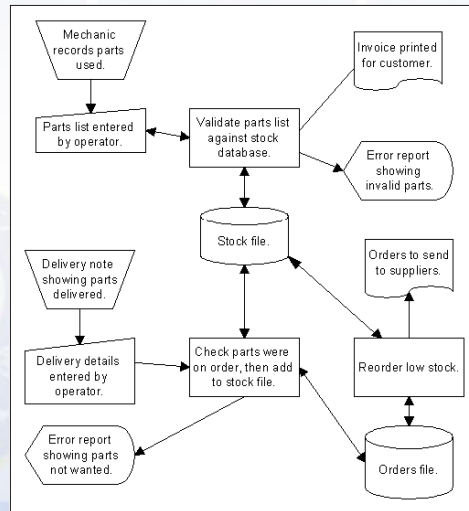 Mechanic
records parts
used.
Invoice printed
for customer.
Parts list entered
by operator.
Validate parts list
against stock
database.
Error report
showing
invalid parts.
Stock file.
Delivery note
showing parts
delivered.
Orders to send
to suppliers.
Delivery details
entered by
operator.
Check parts were
on order, then add
to stock file.
Reorder low stock.
Error report
showing parts
not wanted.
Orders file.